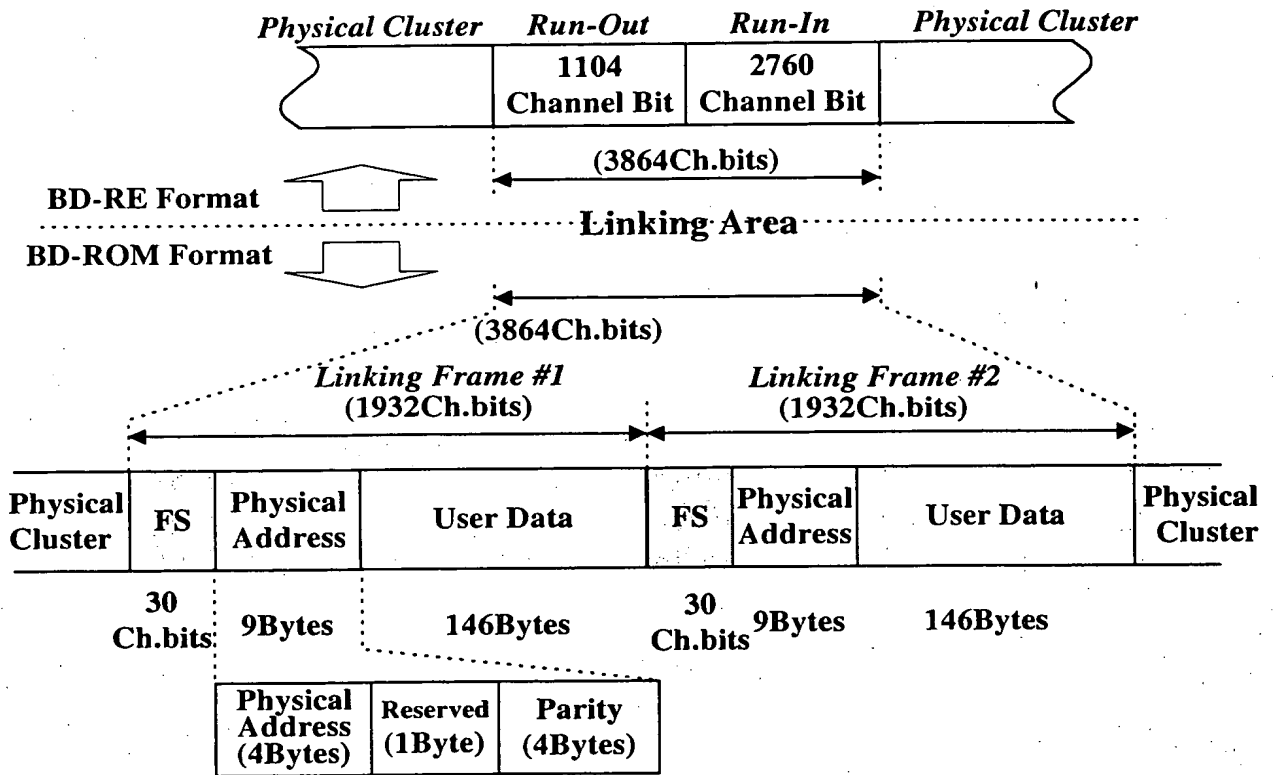 Physical Cluster Run-Out Run-In Physical Cluster
1104 Channel Bit
2760 Channel Bit
(3864Ch.bits)
BD-RE Format
Linking Area
BD-ROM Format
(3864Ch.bits)
Linking Frame #1
(1932Ch.bits)
Linking Frame #2
(1932Ch.bits)
Physical Cluster
FS
Physical Address
User Data
FS
Physical Address
User Data
Physical Cluster
30 Ch.bits
9Bytes
146Bytes
30 Ch.bits
9Bytes
146Bytes
Physical Address (4Bytes)
Reserved (1Byte)
Parity (4Bytes)